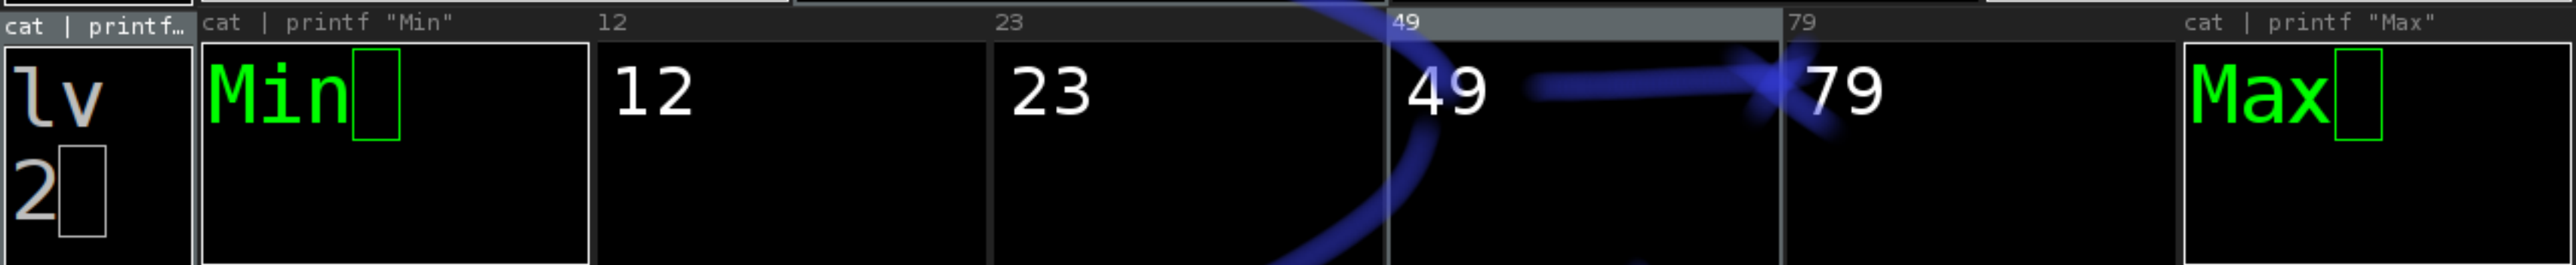 cat | printf… cat | printf "Min" 12 23 49 79 cat | printf "Max"
lv Min 12 23 49 79 Max
2